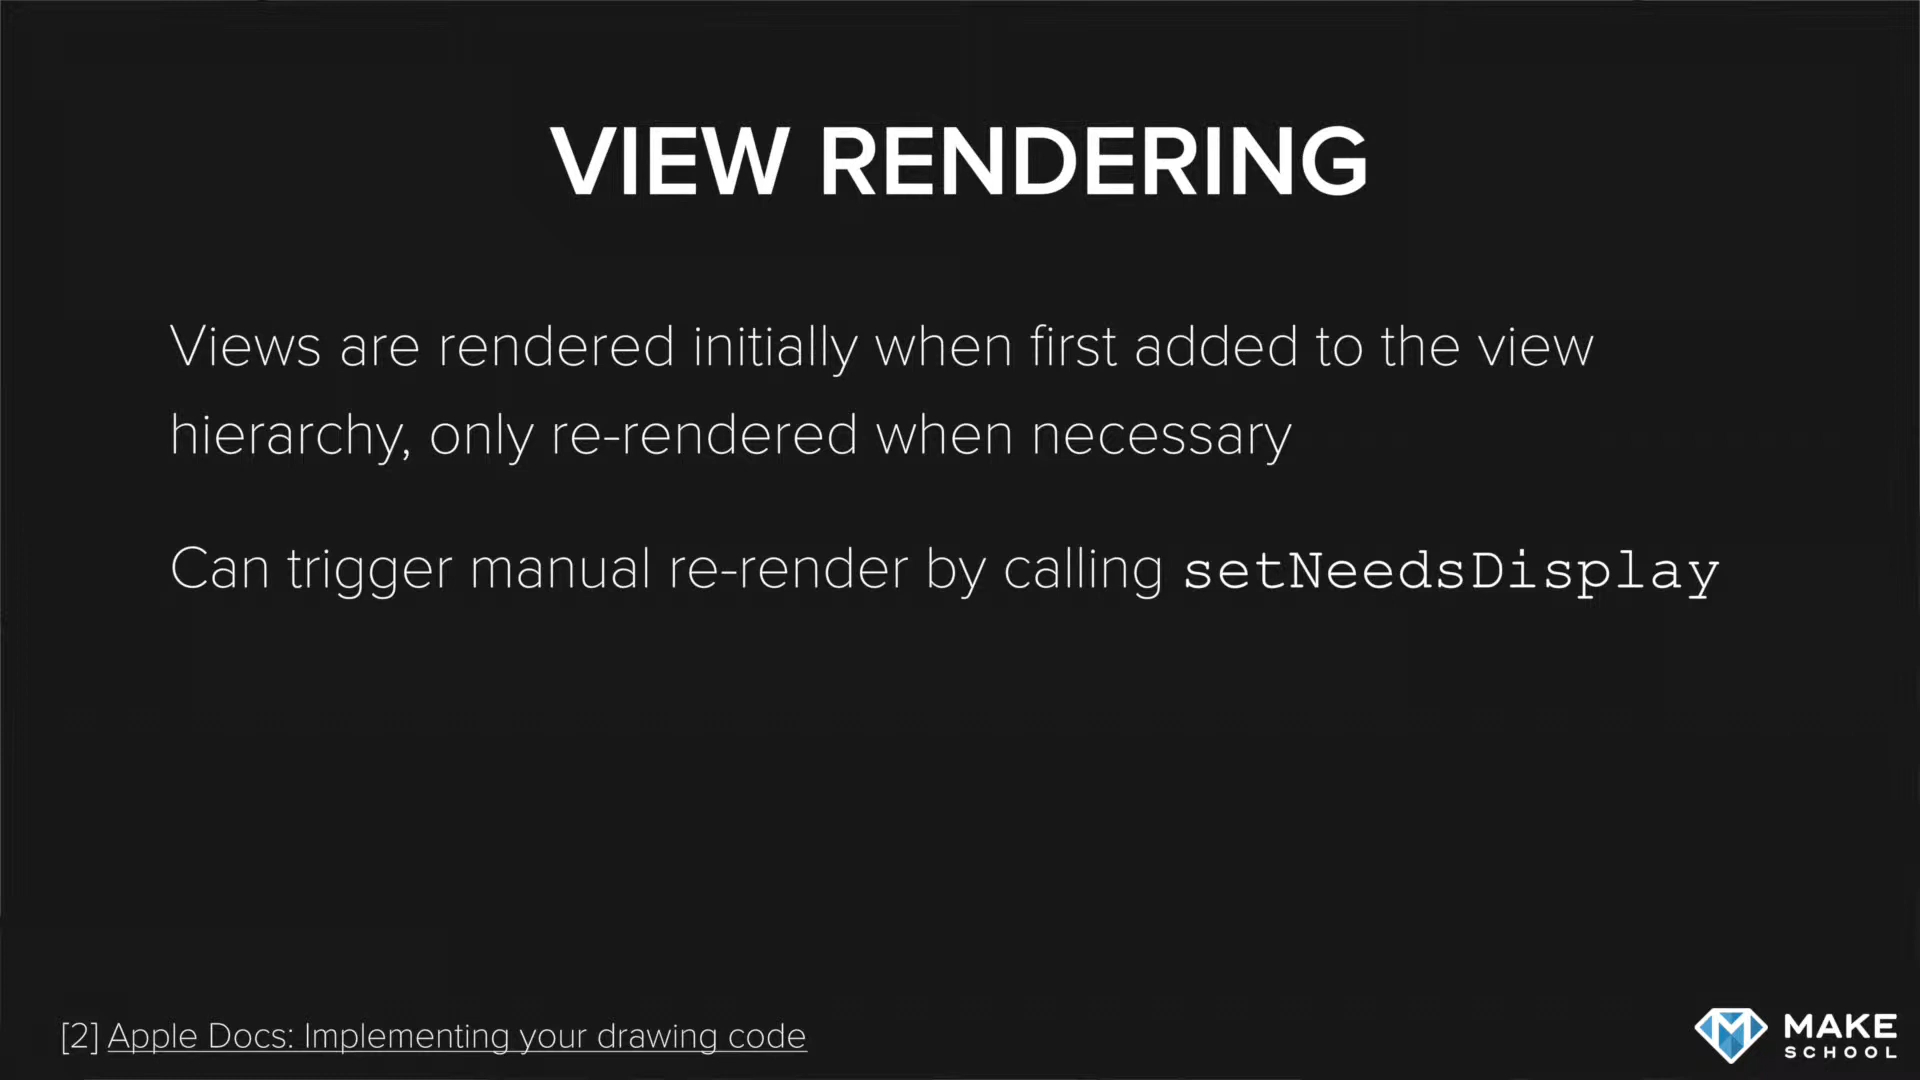 VIEW RENDERING
Views are rendered initially when first added to the view
hierarchy, only re-rendered when necessary
Can trigger manual re-render by calling setNeedsDisplay
[2] Apple Docs: Implementing your drawing code
MAKE
SCHOOL